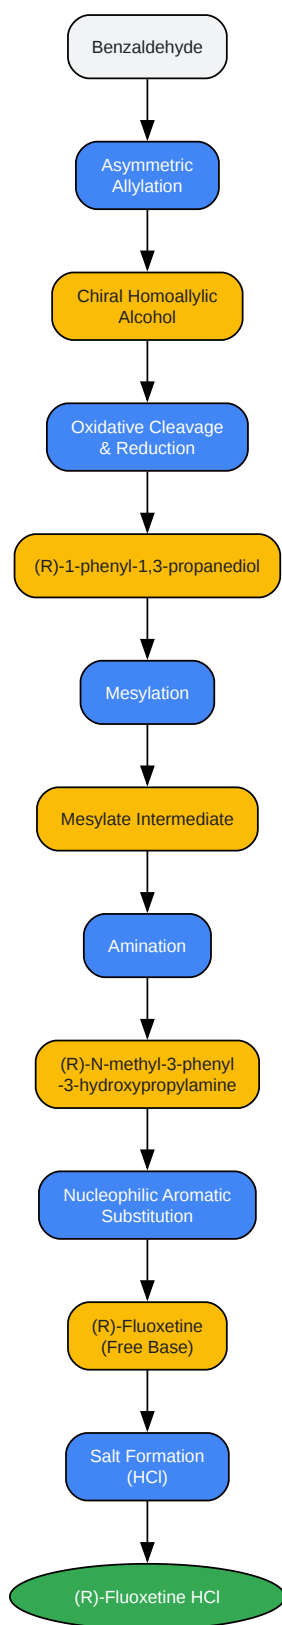 Benzaldehyde
Asymmetric
Allylation
Chiral Homoallylic
Alcohol
Oxidative Cleavage
& Reduction
(R)-1-phenyl-1,3-propanediol
Mesylation
Mesylate Intermediate
Amination
(R)-N-methyl-3-phenyl
-3-hydroxypropylamine
Nucleophilic Aromatic
Substitution
(R)-Fluoxetine
(Free Base)
Salt Formation
(HCl)
(R)-Fluoxetine HCl